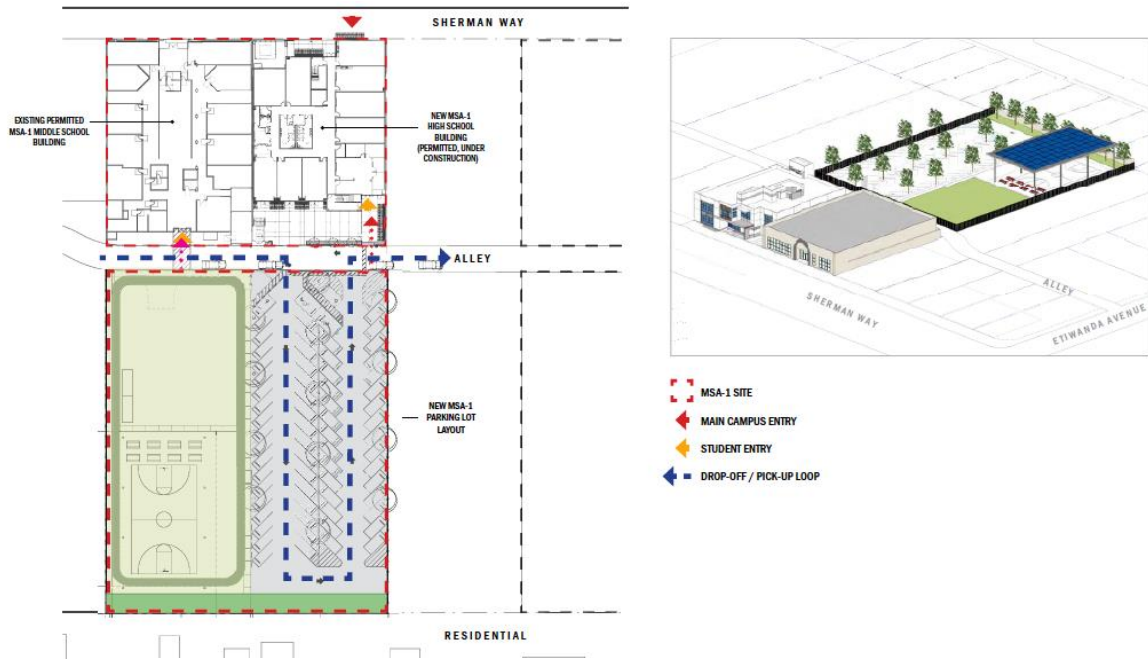 SHERMAN WAY
EXISTING PERMITTED
MSA-1 MIDDLE SCHOOL
BUILDING
NEW MSA-1
HIGH SCHOOL
BUILDING
(PERMITTED, UNDER
CONSTRUCTION)
ALLEY
NEW MSA-1
PARKING LOT
LAYOUT
RESIDENTIAL
SHERMAN WAY
ALLEY
ETIWANDA AVENUE
MSA-1 SITE
MAIN CAMPUS ENTRY
STUDENT ENTRY
DROP-OFF / PICK-UP LOOP